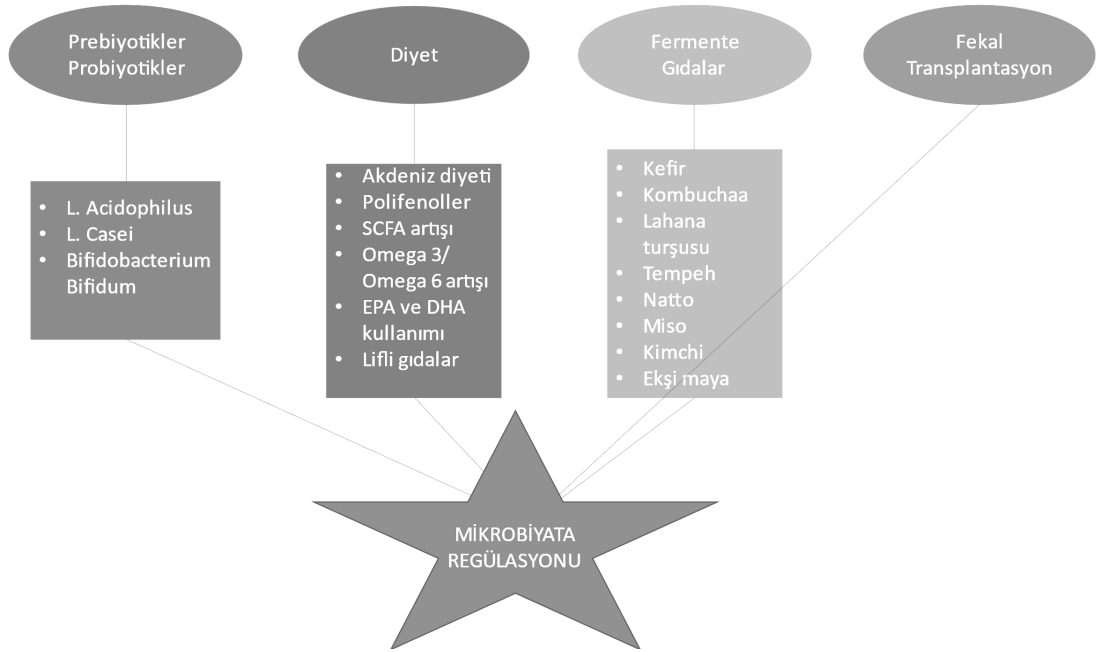 Prebiyotikler
Probiyotikler
Diyet
Fermente
Gıdalar
Fekal
Transplantasyon
• L. Acidophilus
• L. Casei
• Bifidobacterium
Bifidum
• Akdeniz diyeti
• Polifenoller
• SCFA artışı
• Omega 3/
Omega 6 artışı
• EPA ve DHA
kullanımı
• Lifli gıdalar
• Kefir
• Kombuchaa
• Lahana
turşusu
• Tempeh
• Natto
• Miso
• Kimchi
• Ekşi maya
MİKROBİYATA
REGÜLASYONU